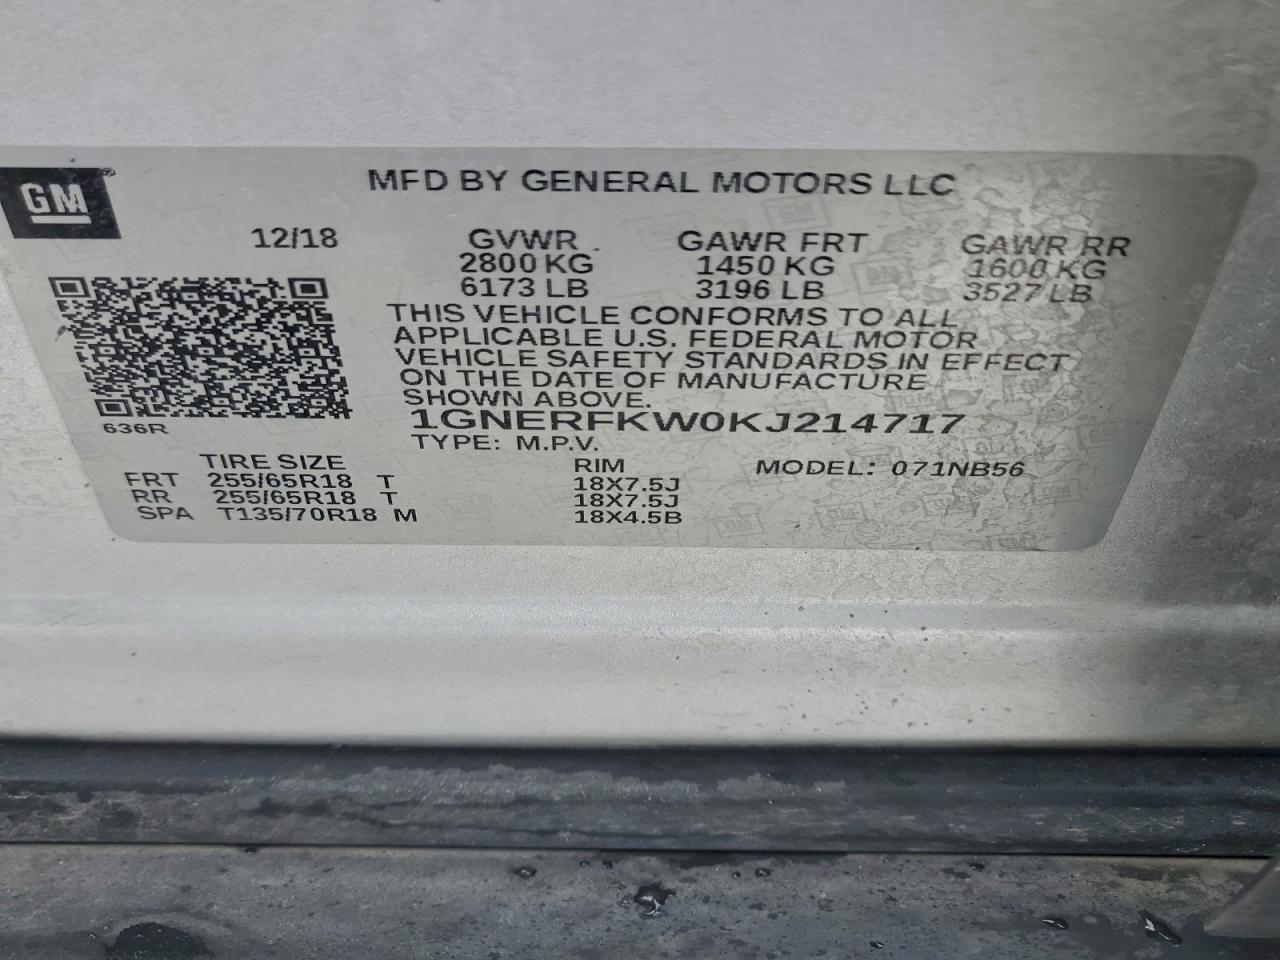 GM
MFD BY GENERAL MOTORS LLC
12/18 GVWR GAWR FRT GAWR RR
2800 KG 1450 KG 1600 KG
6173 LB 3196 LB 3527 LB
THIS VEHICLE CONFORMS TO ALL
APPLICABLE U.S. FEDERAL MOTOR
VEHICLE SAFETY STANDARDS IN EFFECT
ON THE DATE OF MANUFACTURE
SHOWN ABOVE.
1GNERFKW0KJ214717
636R
TYPE: M.P.V.
TIRE SIZE RIM MODEL: 071NB56
FRT 255/65R18 T 18X7.5J
RR 255/65R18 T 18X7.5J
SPA T135/70R18 M 18X4.5B